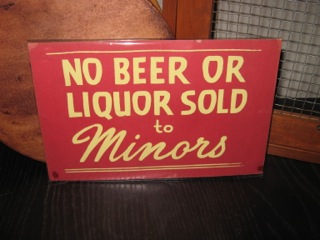 NO BEER OR
LIQUOR SOLD
to
Minors